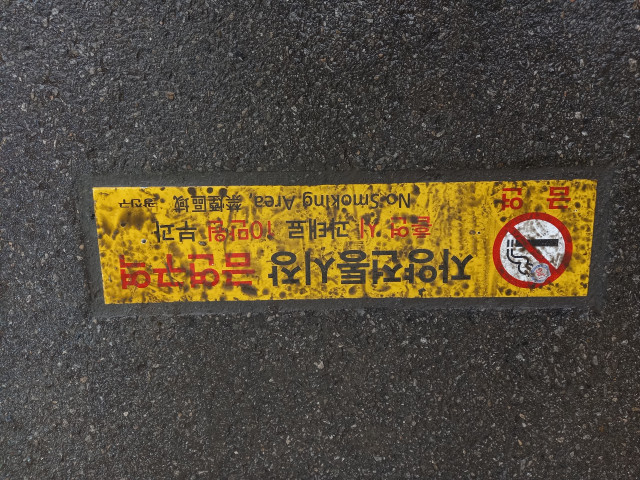 자양전통시장 금연구역
흡연 시 과태료 10만원 부과
금 연
No Smoking Area, 禁煙區域 광진구